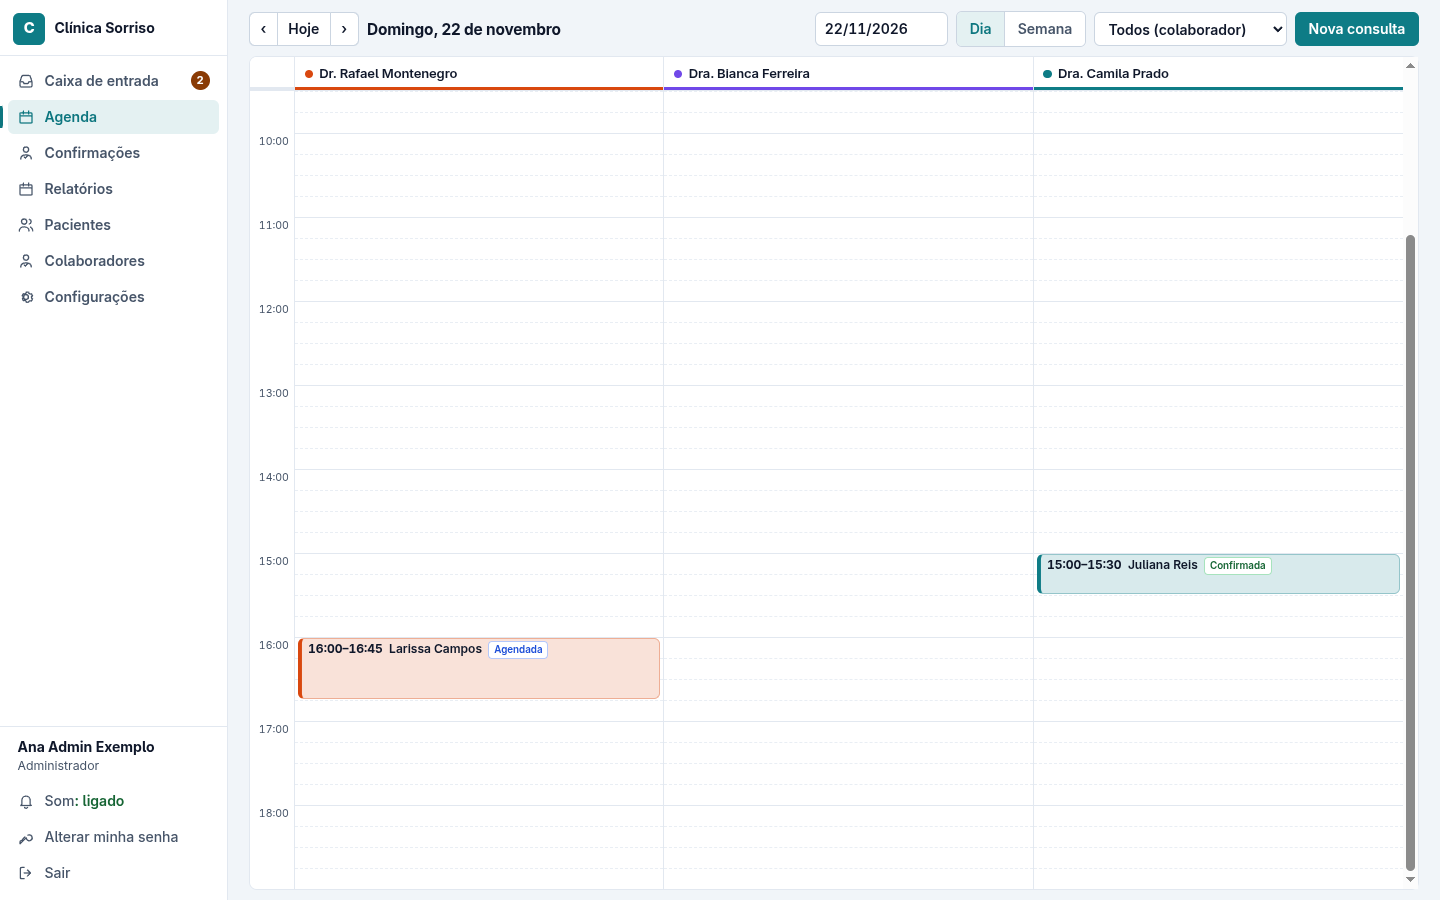 C Clínica Sorriso
Caixa de entrada 2
Agenda
Confirmações
Relatórios
Pacientes
Colaboradores
Configurações
Ana Admin Exemplo
Administrador
Som: ligado
Alterar minha senha
Sair
‹ Hoje › Domingo, 22 de novembro 22/11/2026 Dia Semana Todos (colaborador) Nova consulta
Dr. Rafael Montenegro Dra. Bianca Ferreira Dra. Camila Prado
10:00
11:00
12:00
13:00
14:00
15:00
15:00–15:30 Juliana Reis Confirmada
16:00
16:00–16:45 Larissa Campos Agendada
17:00
18:00